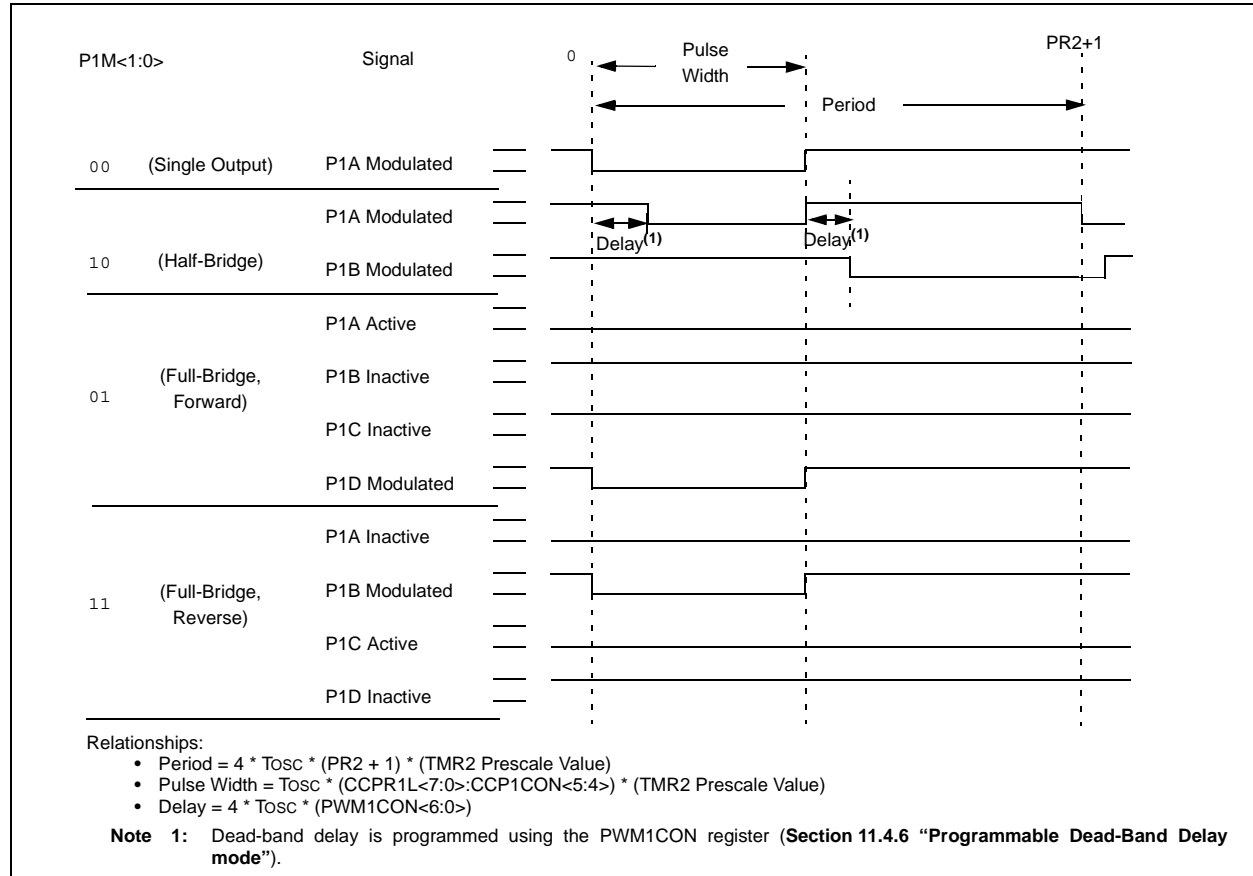 P1M<1:0> Signal 0 Pulse Width PR2+1
Period
00 (Single Output) P1A Modulated
P1A Modulated
Delay(1) Delay(1)
10 (Half-Bridge) P1B Modulated
P1A Active
P1B Inactive
01 (Full-Bridge, Forward)
P1C Inactive
P1D Modulated
P1A Inactive
P1B Modulated
11 (Full-Bridge, Reverse)
P1C Active
P1D Inactive
Relationships:
• Period = 4 * TOSC * (PR2 + 1) * (TMR2 Prescale Value)
• Pulse Width = TOSC * (CCPR1L<7:0>:CCP1CON<5:4>) * (TMR2 Prescale Value)
• Delay = 4 * TOSC * (PWM1CON<6:0>)
Note 1: Dead-band delay is programmed using the PWM1CON register (Section 11.4.6 “Programmable Dead-Band Delay
mode”).